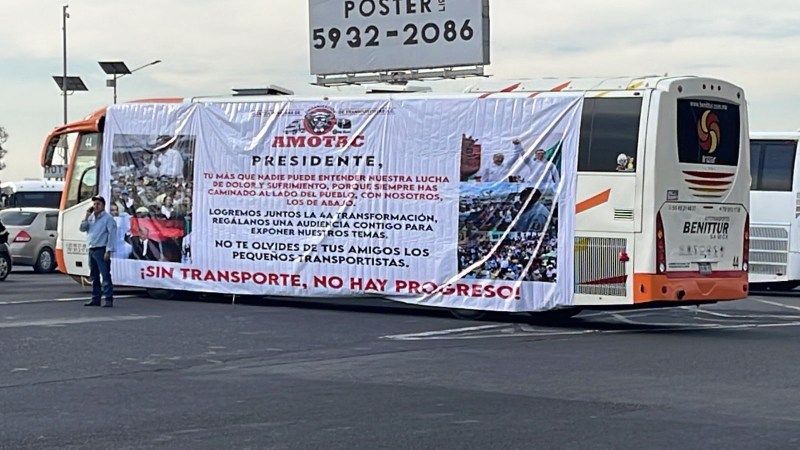 POSTER
5932-2086
44
AMOTAC
PRESIDENTE,
TU MÁS QUE NADIE PUEDE ENTENDER NUESTRA LUCHA
DE DOLOR Y SUFRIMIENTO, PORQUE SIEMPRE HAS
CAMINADO AL LADO DEL PUEBLO, CON NOSOTROS,
LOS DE ABAJO.
LOGREMOS JUNTOS LA 4A TRANSFORMACIÓN,
REGÁLANOS UNA AUDIENCIA CONTIGO PARA
EXPONER NUESTROS TEMAS.
NO TE OLVIDES DE TUS AMIGOS LOS
PEQUEÑOS TRANSPORTISTAS.
¡SIN TRANSPORTE, NO HAY PROGRESO!
BENITTUR
44